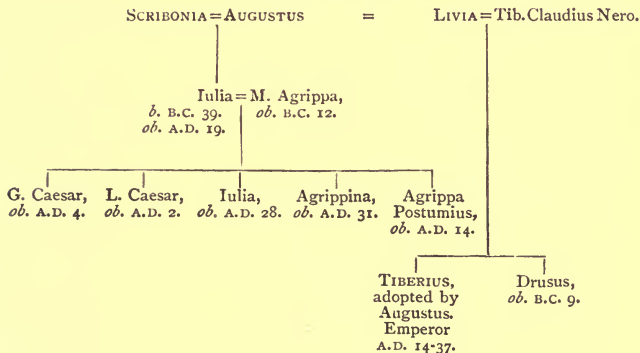 SCRIBONIA=AUGUSTUS = LIVIA=Tib. Claudius Nero.
Iulia=M. Agrippa,
b. B.C. 39. ob. B.C. 12.
ob. A.D. 19.
G. Caesar, L. Caesar, Iulia, Agrippina, Agrippa
ob. A.D. 4. ob. A.D. 2. ob. A.D. 28. ob. A.D. 31. Postumius,
ob. A.D. 14.
TIBERIUS, Drusus,
adopted by ob. B.C. 9.
Augustus.
Emperor
A.D. 14-37.